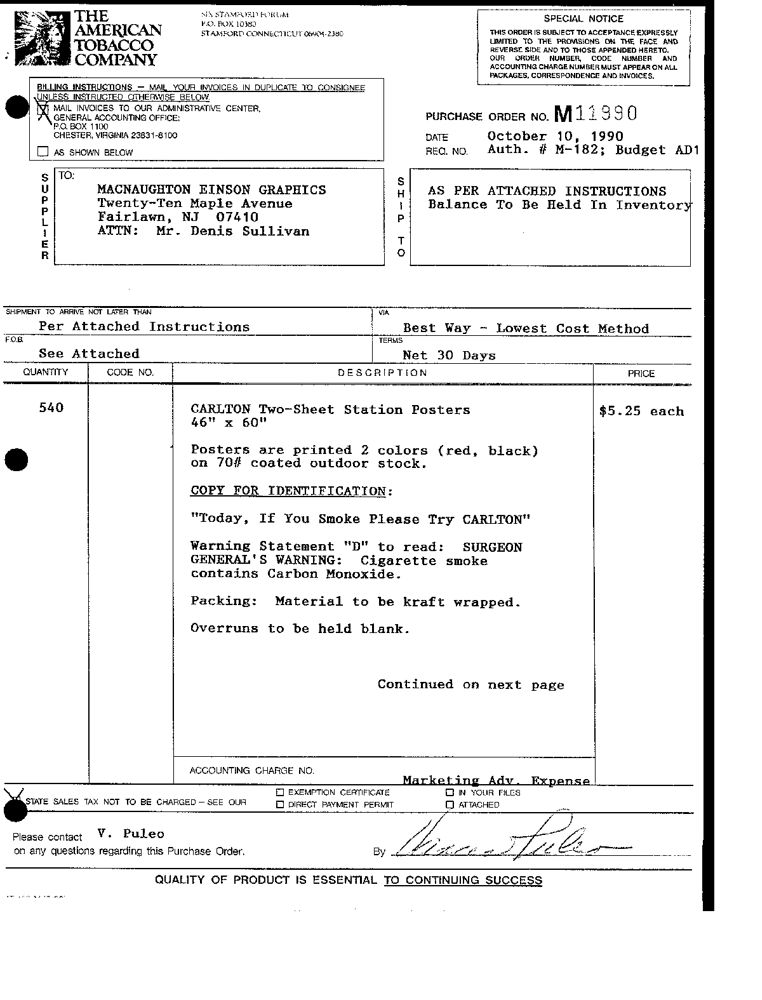 THE
AMERICAN
TOBACCO
COMPANY
SIX STAMFORD FORUM
P.O. BOX 10380
STAMFORD CONNECTICUT 06904-2380
SPECIAL NOTICE
THIS ORDER IS SUBJECT TO ACCEPTANCE EXPRESSLY
LIMITED TO THE PROVISIONS ON THE FACE AND
REVERSE SIDE AND TO THOSE APPENDED HERETO.
OUR ORDER NUMBER, CODE NUMBER AND
ACCOUNTING CHARGE NUMBER MUST APPEAR ON ALL
PACKAGES, CORRESPONDENCE AND INVOICES.
BILLING INSTRUCTIONS — MAIL YOUR INVOICES IN DUPLICATE TO CONSIGNEE
UNLESS INSTRUCTED OTHERWISE BELOW
MAIL INVOICES TO OUR ADMINISTRATIVE CENTER,
GENERAL ACCOUNTING OFFICE:
P.O. BOX 1100
CHESTER, VIRGINIA 23831-8100
AS SHOWN BELOW
PURCHASE ORDER NO. M11990
DATE October 10, 1990
REQ. NO. Auth. # M-182; Budget AD1
SUPPLIER
TO:
MACNAUGHTON EINSON GRAPHICS
Twenty-Ten Maple Avenue
Fairlawn, NJ 07410
ATTN: Mr. Denis Sullivan
SHIP TO
AS PER ATTACHED INSTRUCTIONS
Balance To Be Held In Inventory
SHIPMENT TO ARRIVE NOT LATER THAN
Per Attached Instructions
VIA
Best Way - Lowest Cost Method
F.O.B.
See Attached
TERMS
Net 30 Days
QUANTITY CODE NO. DESCRIPTION PRICE
540 CARLTON Two-Sheet Station Posters $5.25 each
46" x 60"
Posters are printed 2 colors (red, black)
on 70# coated outdoor stock.
COPY FOR IDENTIFICATION:
"Today, If You Smoke Please Try CARLTON"
Warning Statement "D" to read: SURGEON
GENERAL'S WARNING: Cigarette smoke
contains Carbon Monoxide.
Packing: Material to be kraft wrapped.
Overruns to be held blank.
Continued on next page
ACCOUNTING CHARGE NO.
Marketing Adv. Expense
STATE SALES TAX NOT TO BE CHARGED — SEE OUR
EXEMPTION CERTIFICATE
DIRECT PAYMENT PERMIT
IN YOUR FILES
ATTACHED
Please contact V. Puleo
on any questions regarding this Purchase Order.
By
QUALITY OF PRODUCT IS ESSENTIAL TO CONTINUING SUCCESS